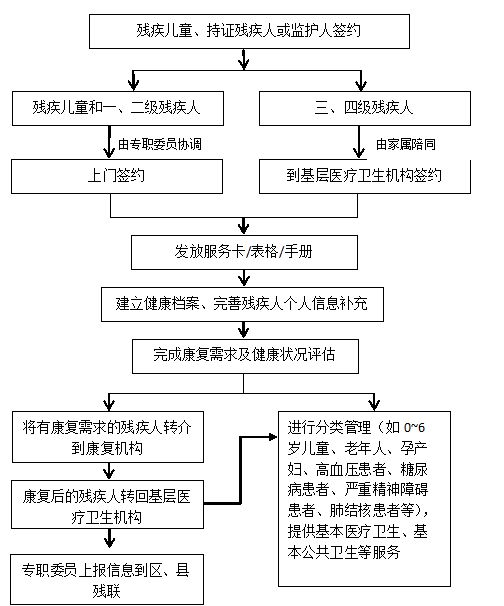 残疾儿童、持证残疾人或监护人签约
残疾儿童和一、二级残疾人
三、四级残疾人
由专职委员协调
由家属陪同
上门签约
到基层医疗卫生机构签约
发放服务卡/表格/手册
建立健康档案、完善残疾人个人信息补充
完成康复需求及健康状况评估
将有康复需求的残疾人转介
到康复机构
康复后的残疾人转回基层医
疗卫生机构
专职委员上报信息到区、县
残联
进行分类管理（如 0~6
岁儿童、老年人、孕产
妇、高血压患者、糖尿
病患者、严重精神障碍
患者、肺结核患者等），
提供基本医疗卫生、基
本公共卫生等服务